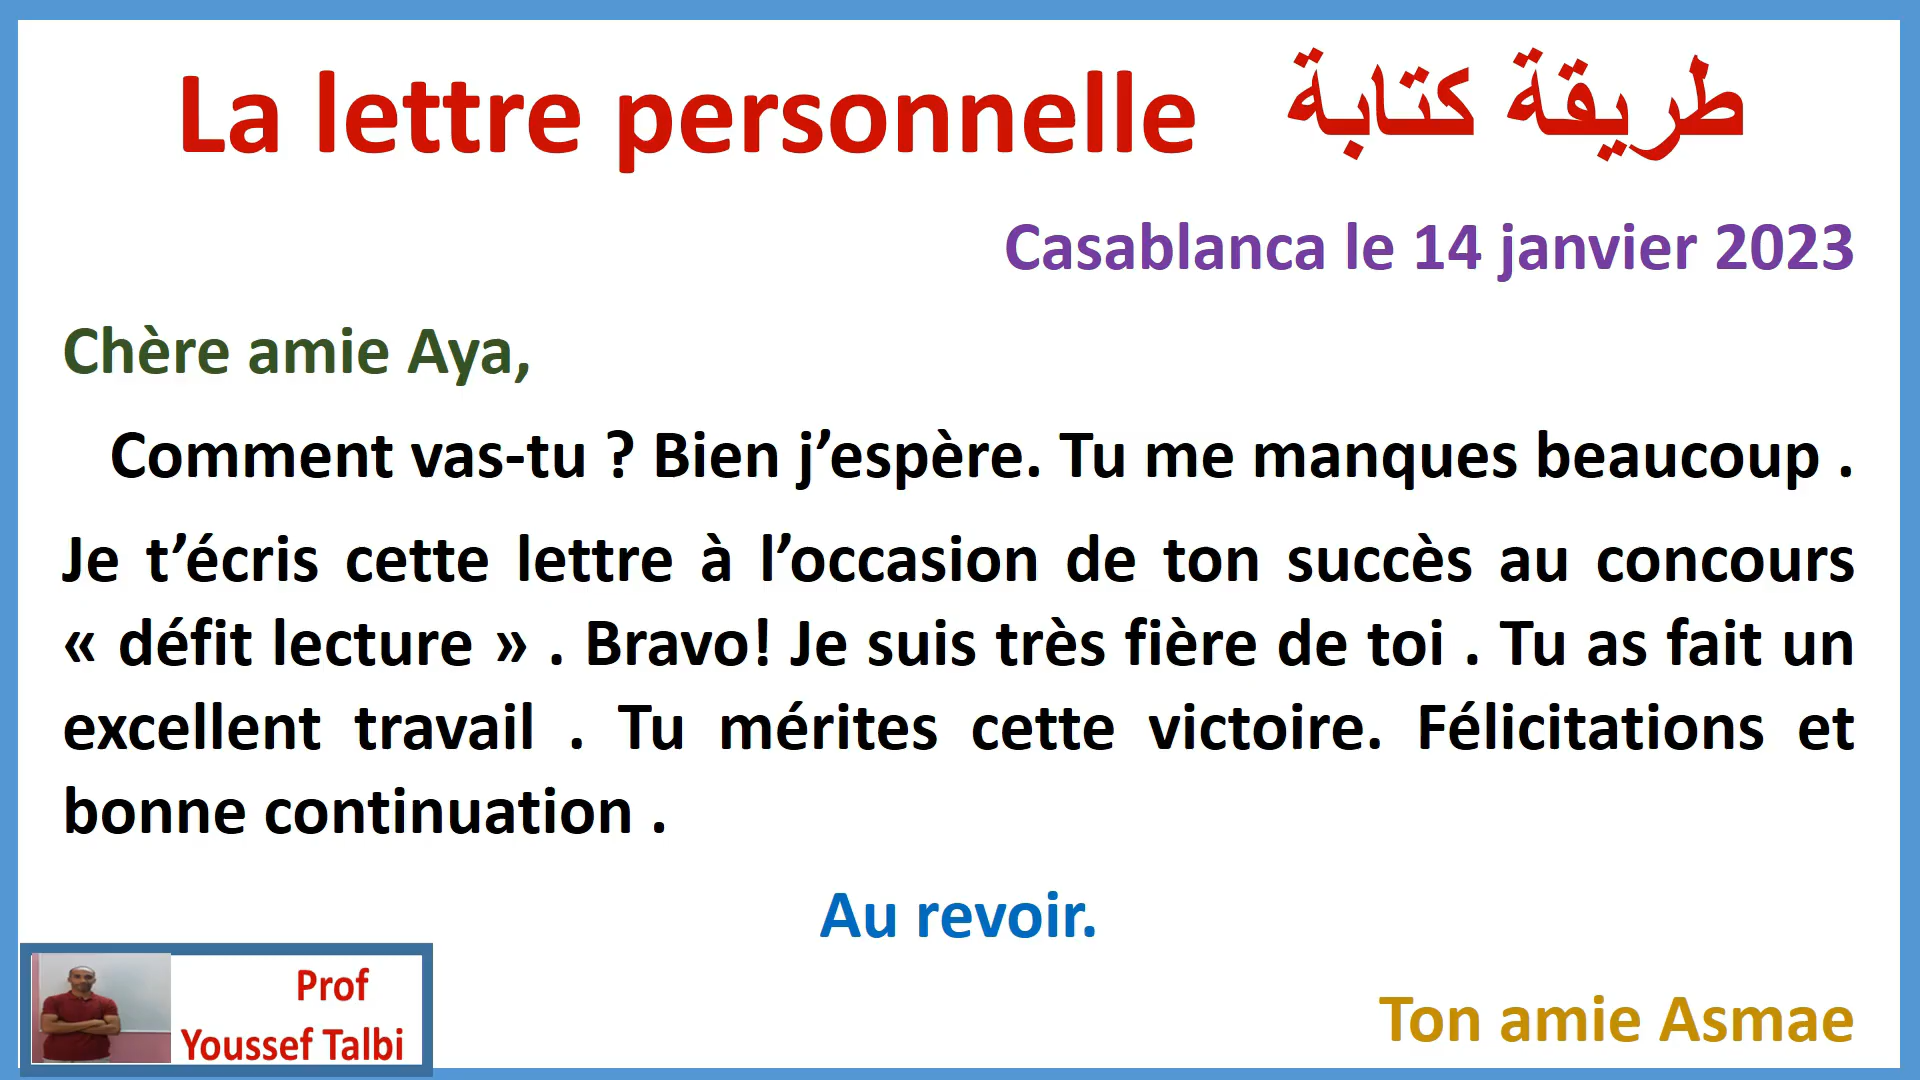 La lettre personnelle طريقة كتابة
Casablanca le 14 janvier 2023
Chère amie Aya,
Comment vas-tu ? Bien j’espère. Tu me manques beaucoup .
Je t’écris cette lettre à l’occasion de ton succès au concours
« défit lecture » . Bravo! Je suis très fière de toi . Tu as fait un
excellent travail . Tu mérites cette victoire. Félicitations et
bonne continuation .
Au revoir.
Ton amie Asmae
Prof
Youssef Talbi